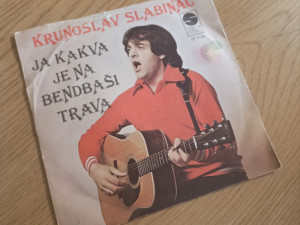 KRUNOSLAV SLABINAC
JA KAKVA
JE NA
BENDBAŠI
TRAVA